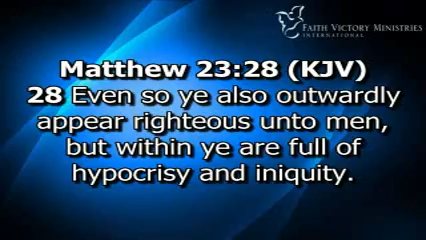 FAITH VICTORY MINISTRIES
INTERNATIONAL
Matthew 23:28 (KJV)
28 Even so ye also outwardly
appear righteous unto men,
but within ye are full of
hypocrisy and iniquity.